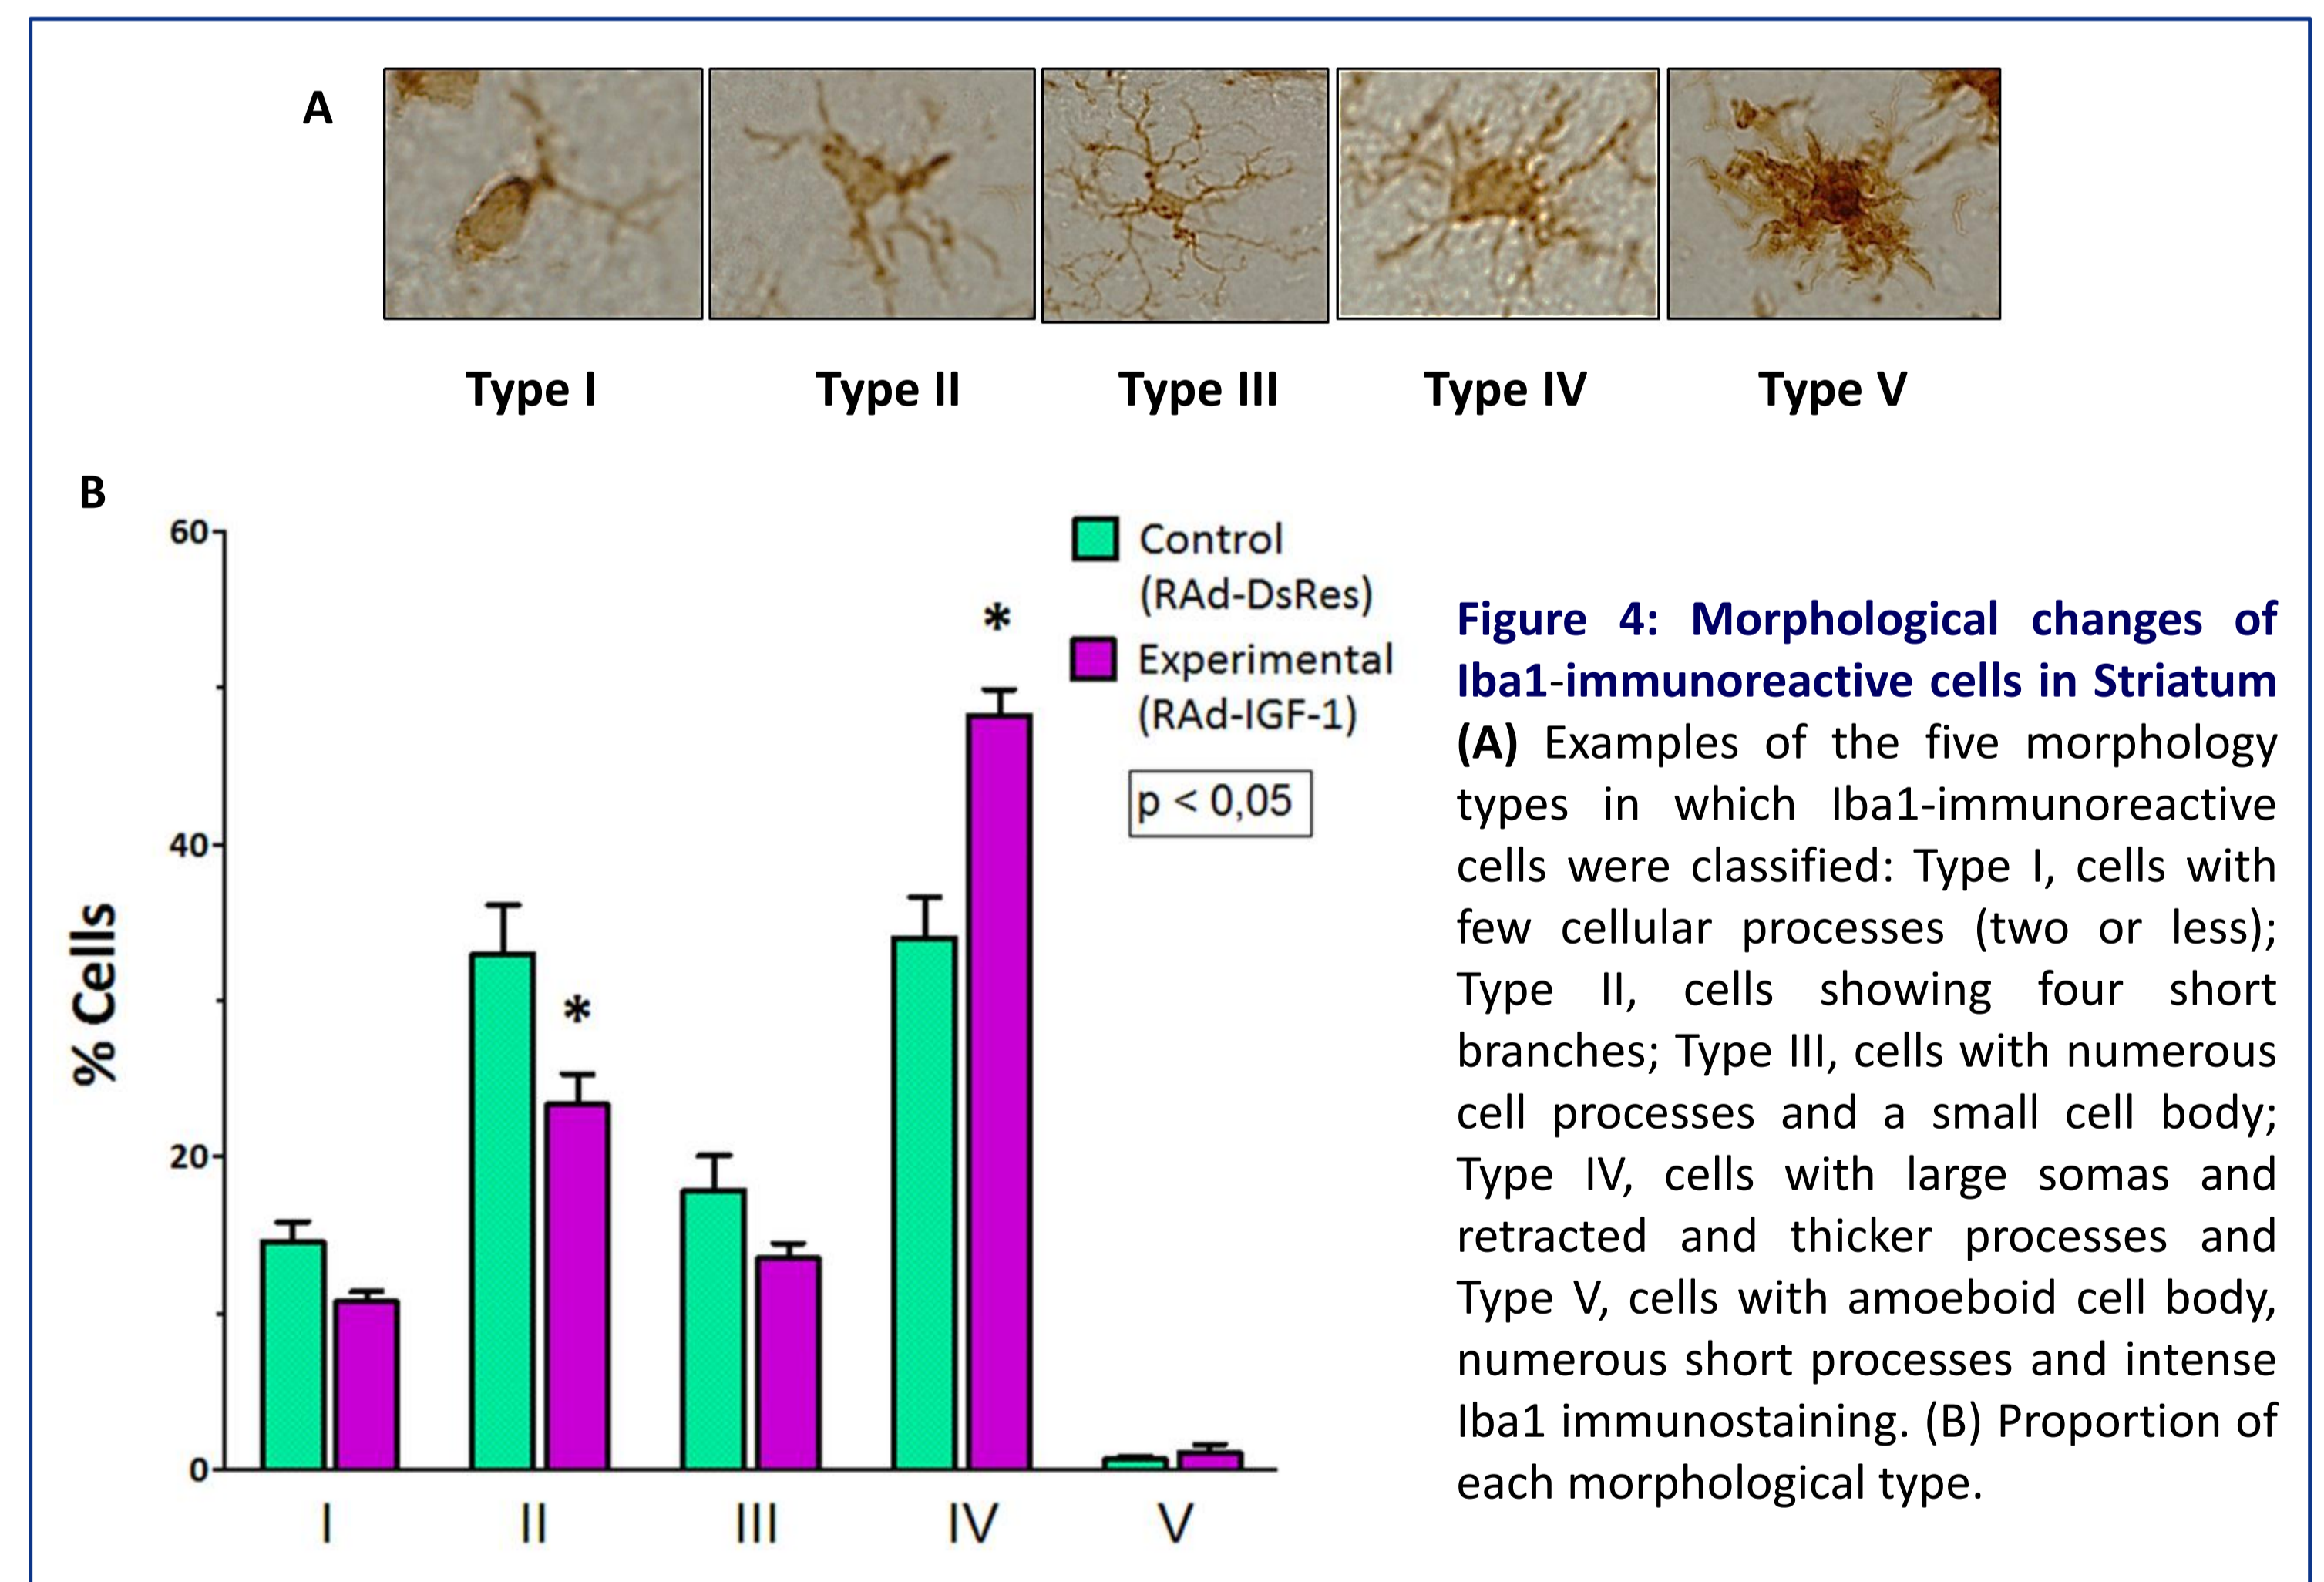 A
Type I
Type II
Type III
Type IV
Type V
B
60
40
20
0
% Cells
Control
(RAd-DsRes)
Experimental
(RAd-IGF-1)
p < 0,05
*
*
I
II
III
IV
V
Figure 4: Morphological changes of
Iba1-immunoreactive cells in Striatum
(A) Examples of the five morphology
types in which Iba1-immunoreactive
cells were classified: Type I, cells with
few cellular processes (two or less);
Type II, cells showing four short
branches; Type III, cells with numerous
cell processes and a small cell body;
Type IV, cells with large somas and
retracted and thicker processes and
Type V, cells with amoeboid cell body,
numerous short processes and intense
Iba1 immunostaining. (B) Proportion of
each morphological type.